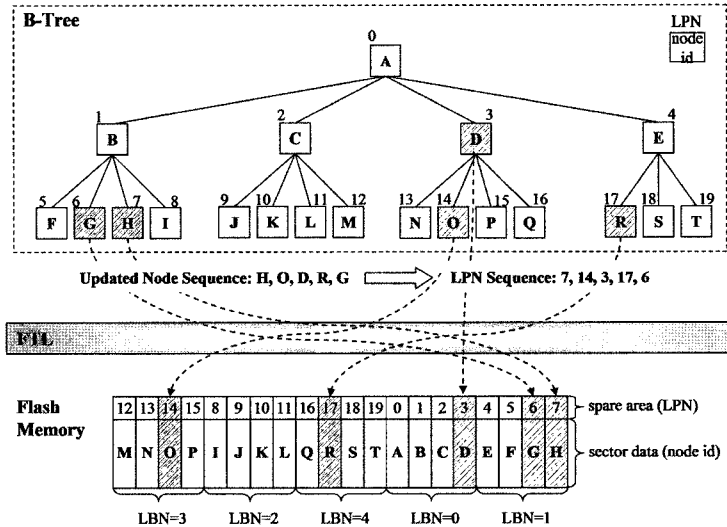 B-Tree
LPN
node
id
0
A
1 2 3 4
B C D E
5 6 7 8 9 10 11 12 13 14 15 16 17 18 19
F G H I J K L M N O P Q R S T
Updated Node Sequence: H, O, D, R, G LPN Sequence: 7, 14, 3, 17, 6
FTL
Flash
Memory
12 13 14 15 8 9 10 11 16 17 18 19 0 1 2 3 4 5 6 7 spare area (LPN)
M N O P I J K L Q R S T A B C D E F G H sector data (node id)
LBN=3 LBN=2 LBN=4 LBN=0 LBN=1